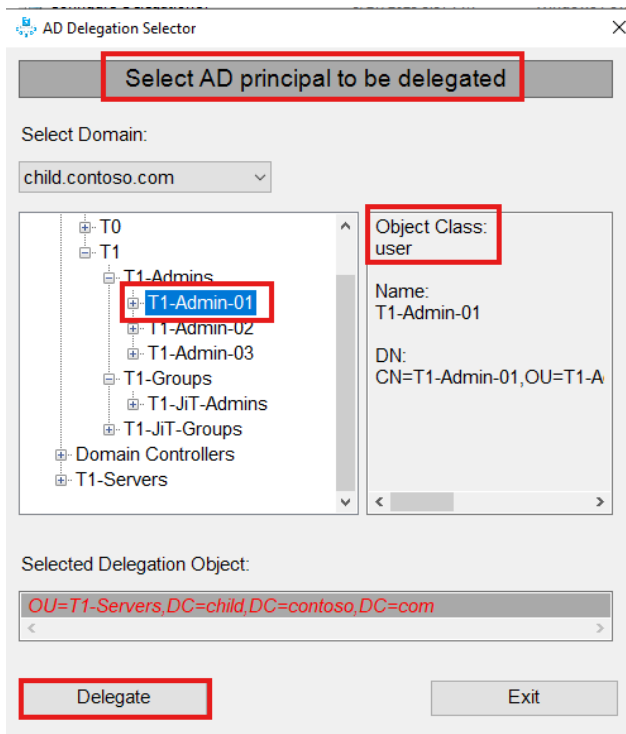 AD Delegation Selector
Select AD principal to be delegated
Select Domain:
child.contoso.com
T0
T1
T1-Admins
T1-Admin-01
T1-Admin-02
T1-Admin-03
T1-Groups
T1-JiT-Admins
T1-JiT-Groups
Domain Controllers
T1-Servers
Object Class:
user
Name:
T1-Admin-01
DN:
CN=T1-Admin-01,OU=T1-A
Selected Delegation Object:
OU=T1-Servers,DC=child,DC=contoso,DC=com
Delegate
Exit